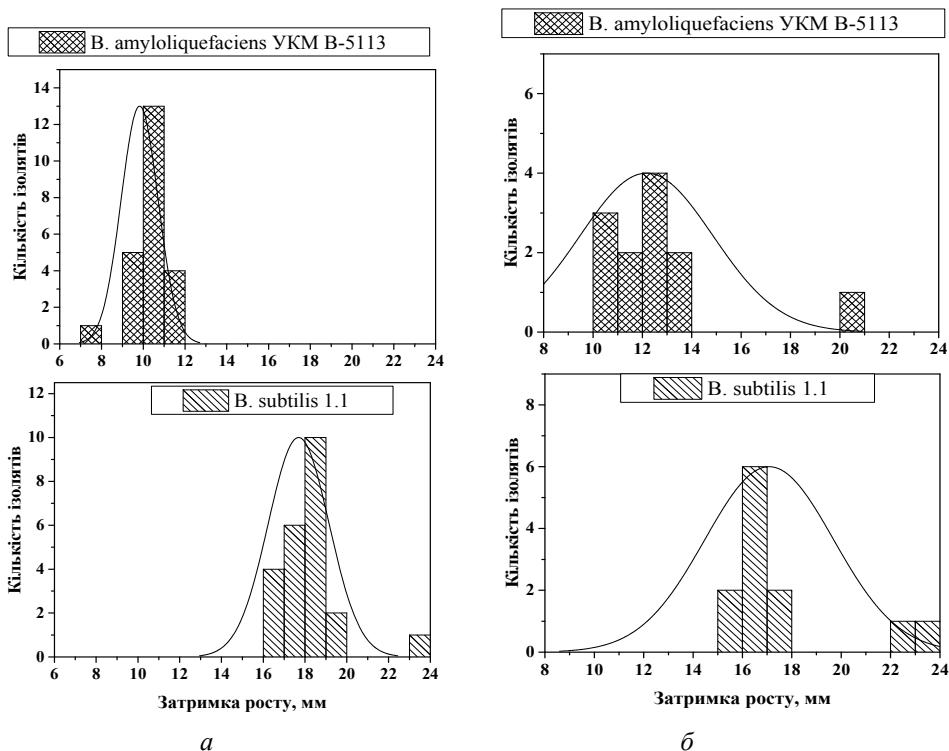 B. amyloliquefaciens УКМ B-5113
Кількість ізолятів
14
12
10
8
6
4
2
0
6 8 10 12 14 16 18 20 22 24
B. subtilis 1.1
Кількість ізолятів
12
10
8
6
4
2
0
6 8 10 12 14 16 18 20 22 24
Затримка росту, мм
а
B. amyloliquefaciens УКМ B-5113
Кількість ізолятів
6
4
2
0
8 10 12 14 16 18 20 22 24
B. subtilis 1.1
Кількість ізолятів
8
6
4
2
0
8 10 12 14 16 18 20 22 24
Затримка росту, мм
б